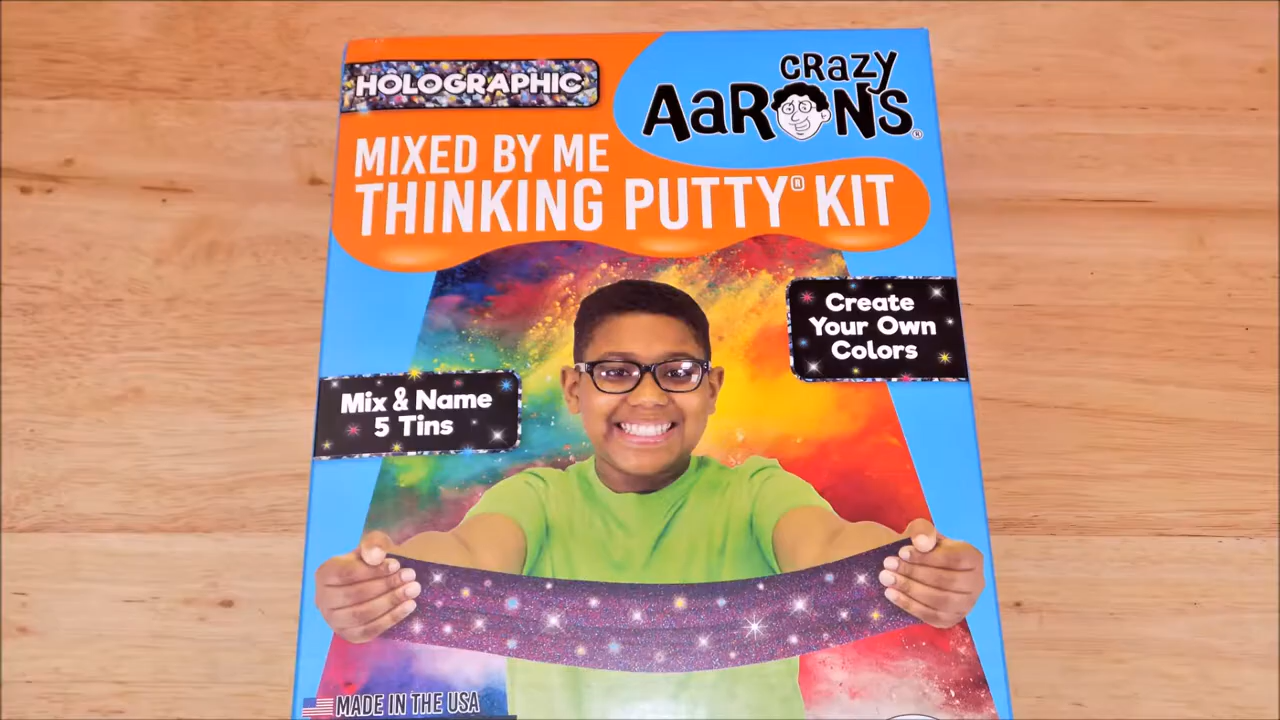 HOLOGRAPHIC
CRAZY
AARONS®
MIXED BY ME
THINKING PUTTY® KIT
Create
Your Own
Colors
Mix & Name
5 Tins
MADE IN THE USA